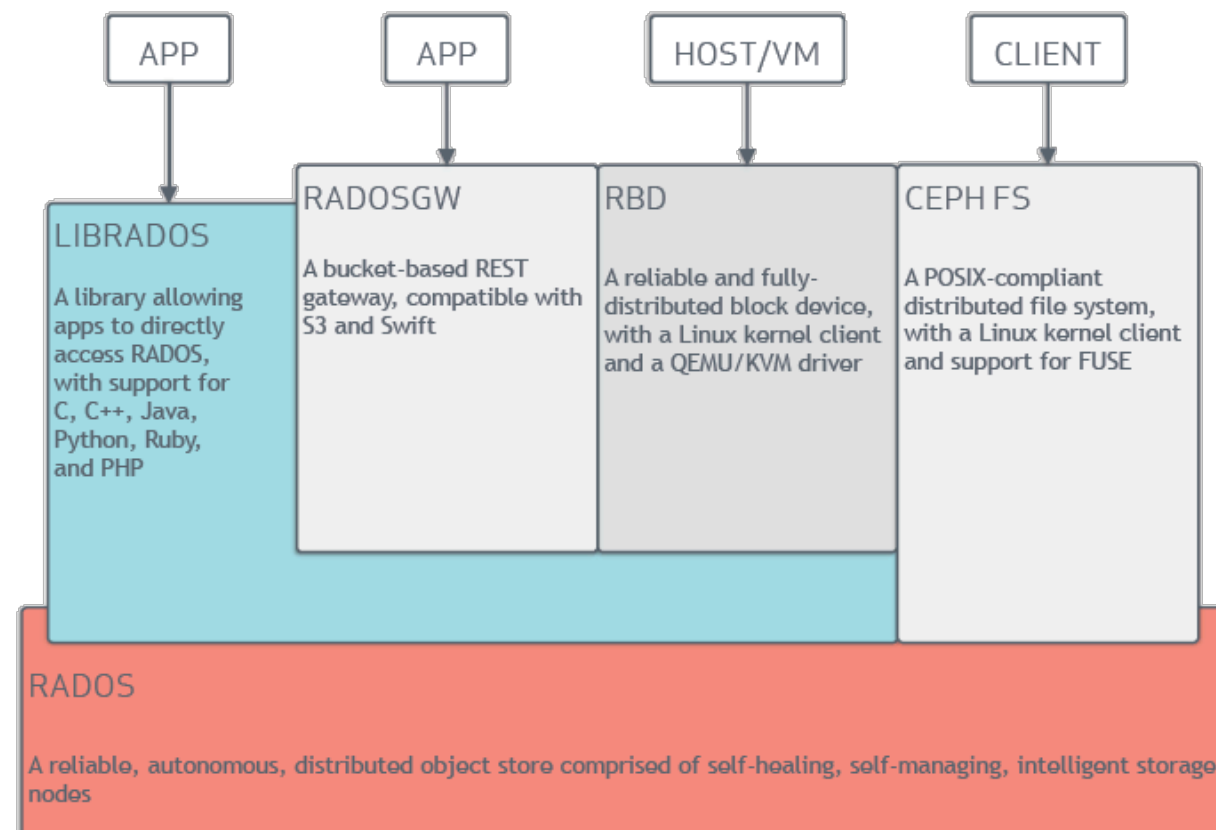 APP
APP
HOST/VM
CLIENT
LIBRADOS
A library allowing
apps to directly
access RADOS,
with support for
C, C++, Java,
Python, Ruby,
and PHP
RADOSGW
A bucket-based REST
gateway, compatible with
S3 and Swift
RBD
A reliable and fully-
distributed block device,
with a Linux kernel client
and a QEMU/KVM driver
CEPH FS
A POSIX-compliant
distributed file system,
with a Linux kernel client
and support for FUSE
RADOS
A reliable, autonomous, distributed object store comprised of self-healing, self-managing, intelligent storage
nodes